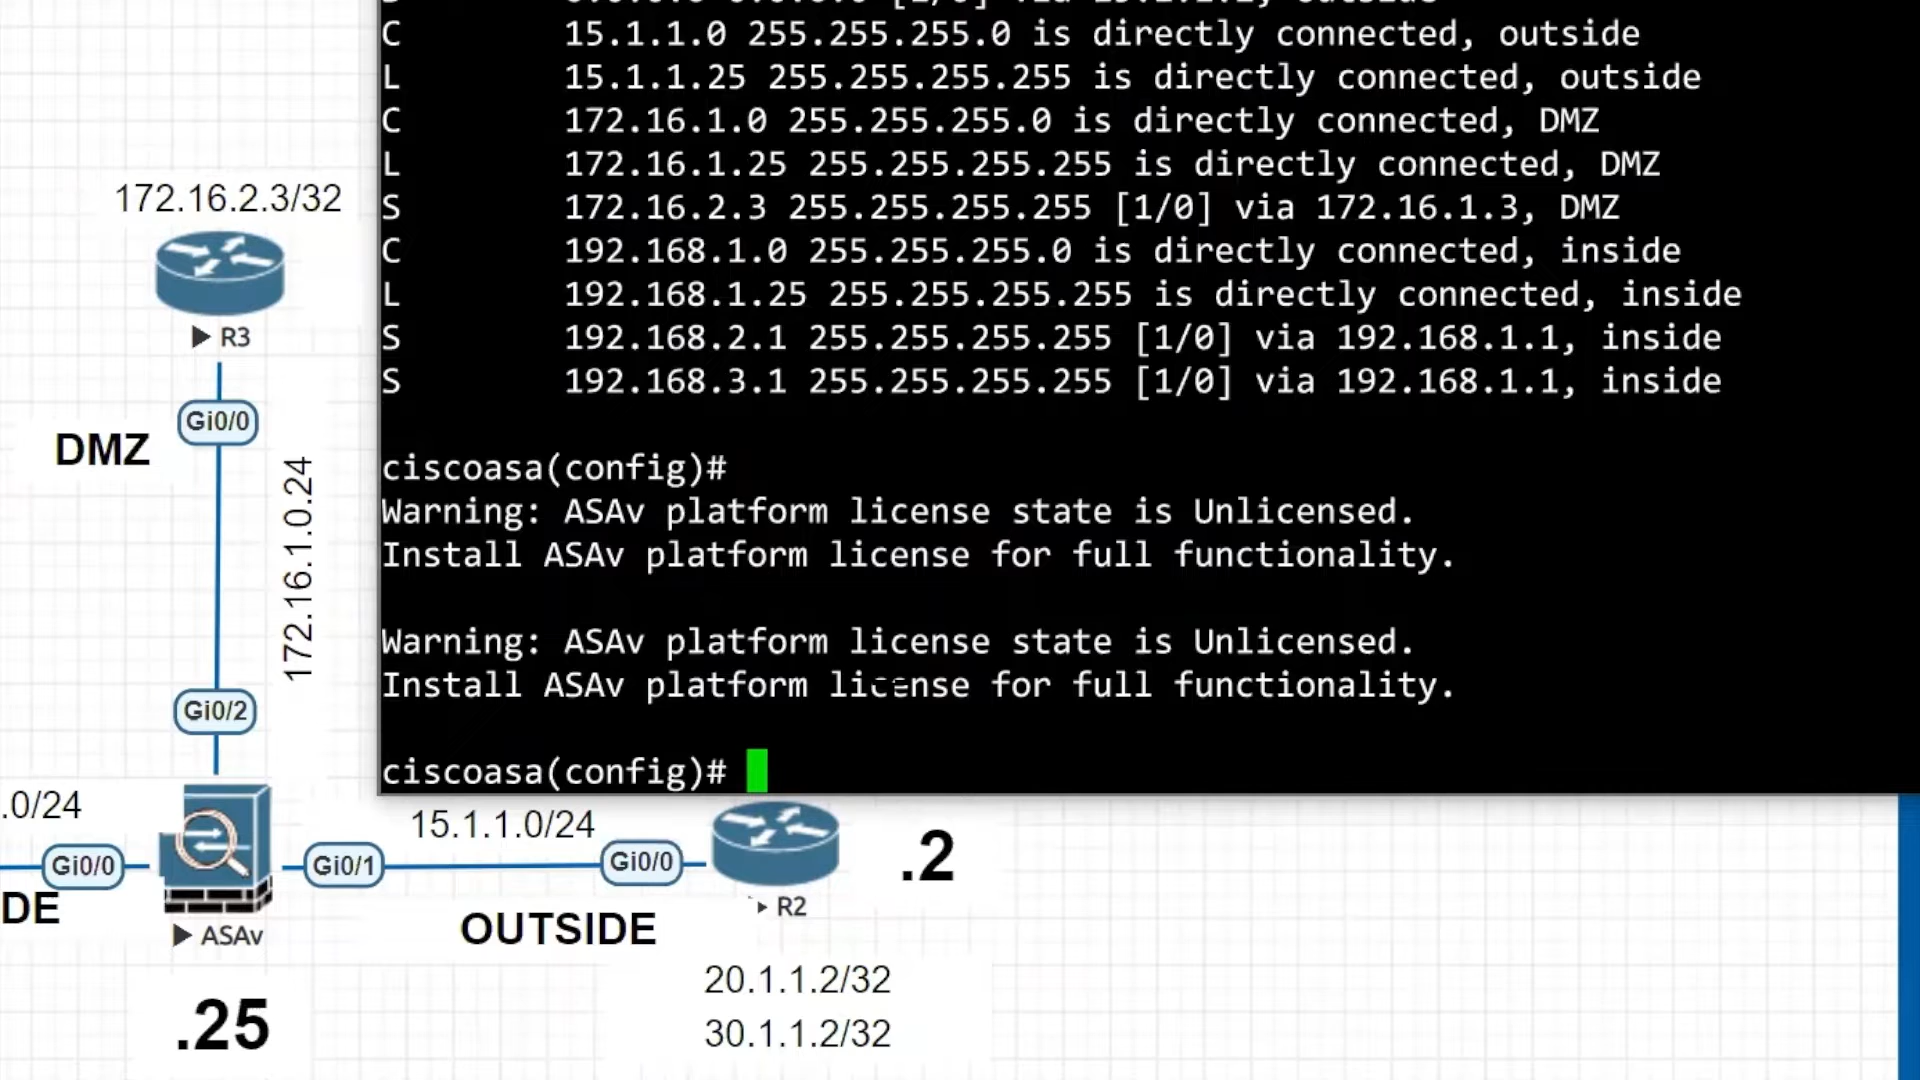 C        15.1.1.0 255.255.255.0 is directly connected, outside
L        15.1.1.25 255.255.255.255 is directly connected, outside
C        172.16.1.0 255.255.255.0 is directly connected, DMZ
L        172.16.1.25 255.255.255.255 is directly connected, DMZ
S        172.16.2.3 255.255.255.255 [1/0] via 172.16.1.3, DMZ
C        192.168.1.0 255.255.255.0 is directly connected, inside
L        192.168.1.25 255.255.255.255 is directly connected, inside
S        192.168.2.1 255.255.255.255 [1/0] via 192.168.1.1, inside
S        192.168.3.1 255.255.255.255 [1/0] via 192.168.1.1, inside
ciscoasa(config)#
Warning: ASAv platform license state is Unlicensed.
Install ASAv platform license for full functionality.
Warning: ASAv platform license state is Unlicensed.
Install ASAv platform license for full functionality.
ciscoasa(config)#
172.16.2.3/32
R3
Gi0/0
DMZ
172.16.1.0.24
Gi0/2
.0/24
Gi0/0
DE
ASAv
.25
Gi0/1
15.1.1.0/24
Gi0/0
OUTSIDE
R2
.2
20.1.1.2/32
30.1.1.2/32